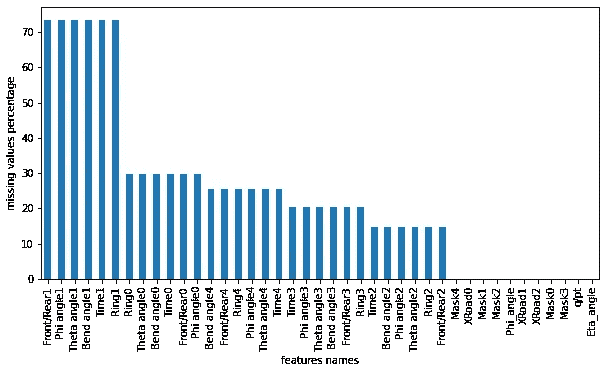 missing values percentage
70
60
50
40
30
20
10
0
Front/Rear1
Phi angle1
Theta angle1
Bend angle1
Time1
Ring1
Ring0
Theta angle0
Bend angle0
Time0
Front/Rear0
Phi angle0
Bend angle4
Front/Rear4
Ring4
Phi angle4
Theta angle4
Time4
Time3
Phi angle3
Theta angle3
Bend angle3
Front/Rear3
Ring3
Time2
Bend angle2
Phi angle2
Theta angle2
Ring2
Front/Rear2
Mask4
XRoad0
Mask1
Mask2
Phi_angle
XRoad1
XRoad2
Mask0
Mask3
q/pt
Eta_angle
features names